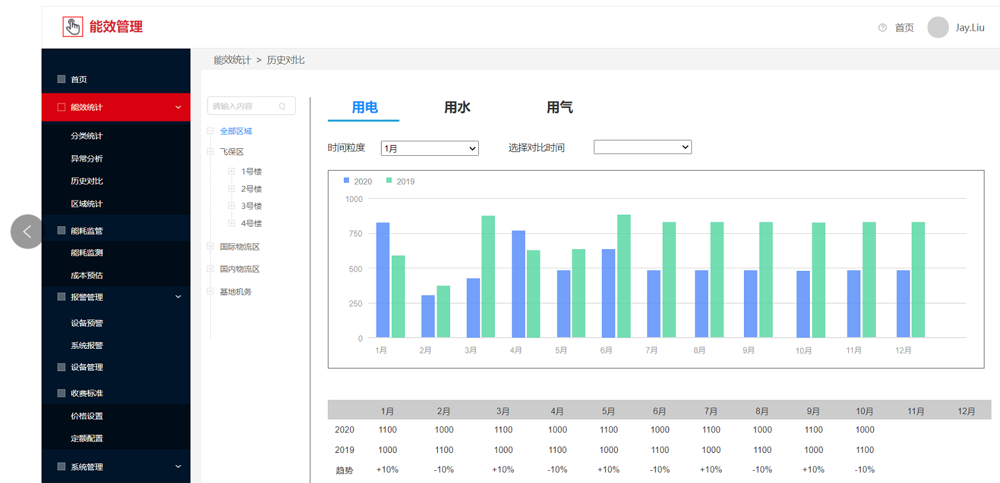 能效管理
首页 Jay.Liu
首页
能效统计
分类统计
异常分析
历史对比
区域统计
能耗监管
能耗监测
成本预估
报警管理
设备预警
系统报警
设备管理
收费标准
价格设置
定额配置
系统管理
能效统计 > 历史对比
请输入内容
全部区域
飞保区
1号楼
2号楼
3号楼
4号楼
国际物流区
国内物流区
基地机务
用电 用水 用气
时间粒度 1月 选择对比时间
2020 2019
1000
750
500
250
0
1月 2月 3月 4月 5月 6月 7月 8月 9月 10月 11月 12月
1月 2月 3月 4月 5月 6月 7月 8月 9月 10月 11月 12月
2020 1100 1000 1100 1000 1100 1000 1100 1000 1100 1000
2019 1000 1100 1000 1100 1000 1100 1000 1100 1000 1100
趋势 +10% -10% +10% -10% +10% -10% +10% -10% +10% -10%